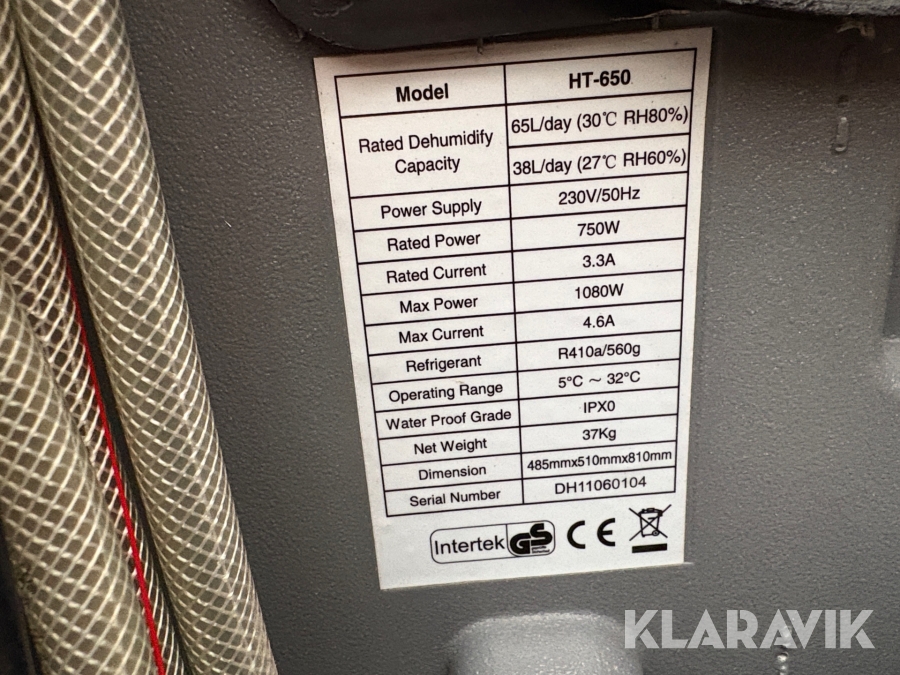 Model HT-650
Rated Dehumidify Capacity 65L/day (30℃ RH80%)
38L/day (27℃ RH60%)
Power Supply 230V/50Hz
Rated Power 750W
Rated Current 3.3A
Max Power 1080W
Max Current 4.6A
Refrigerant R410a/560g
Operating Range 5°C ~ 32°C
Water Proof Grade IPX0
Net Weight 37Kg
Dimension 485mmx510mmx810mm
Serial Number DH11060104
Intertek GS CE
KLARAVIK